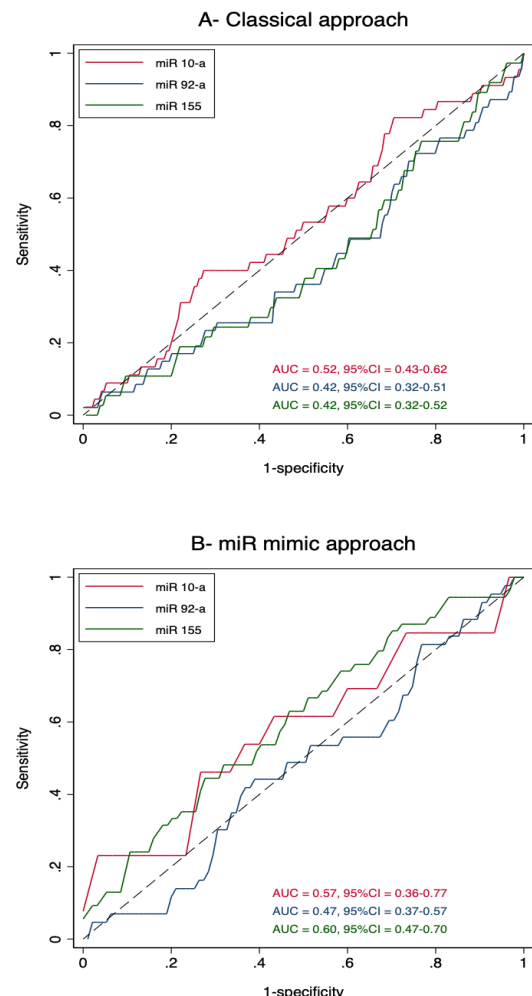 A- Classical approach
miR 10-a
miR 92-a
miR 155
Sensitivity
0 .2 .4 .6 .8 1
AUC = 0.52, 95%CI = 0.43-0.62
AUC = 0.42, 95%CI = 0.32-0.51
AUC = 0.42, 95%CI = 0.32-0.52
0 .2 .4 .6 .8 1
1-specificity
B- miR mimic approach
miR 10-a
miR 92-a
miR 155
Sensitivity
0 .2 .4 .6 .8 1
AUC = 0.57, 95%CI = 0.36-0.77
AUC = 0.47, 95%CI = 0.37-0.57
AUC = 0.60, 95%CI = 0.47-0.70
0 .2 .4 .6 .8 1
1-specificity